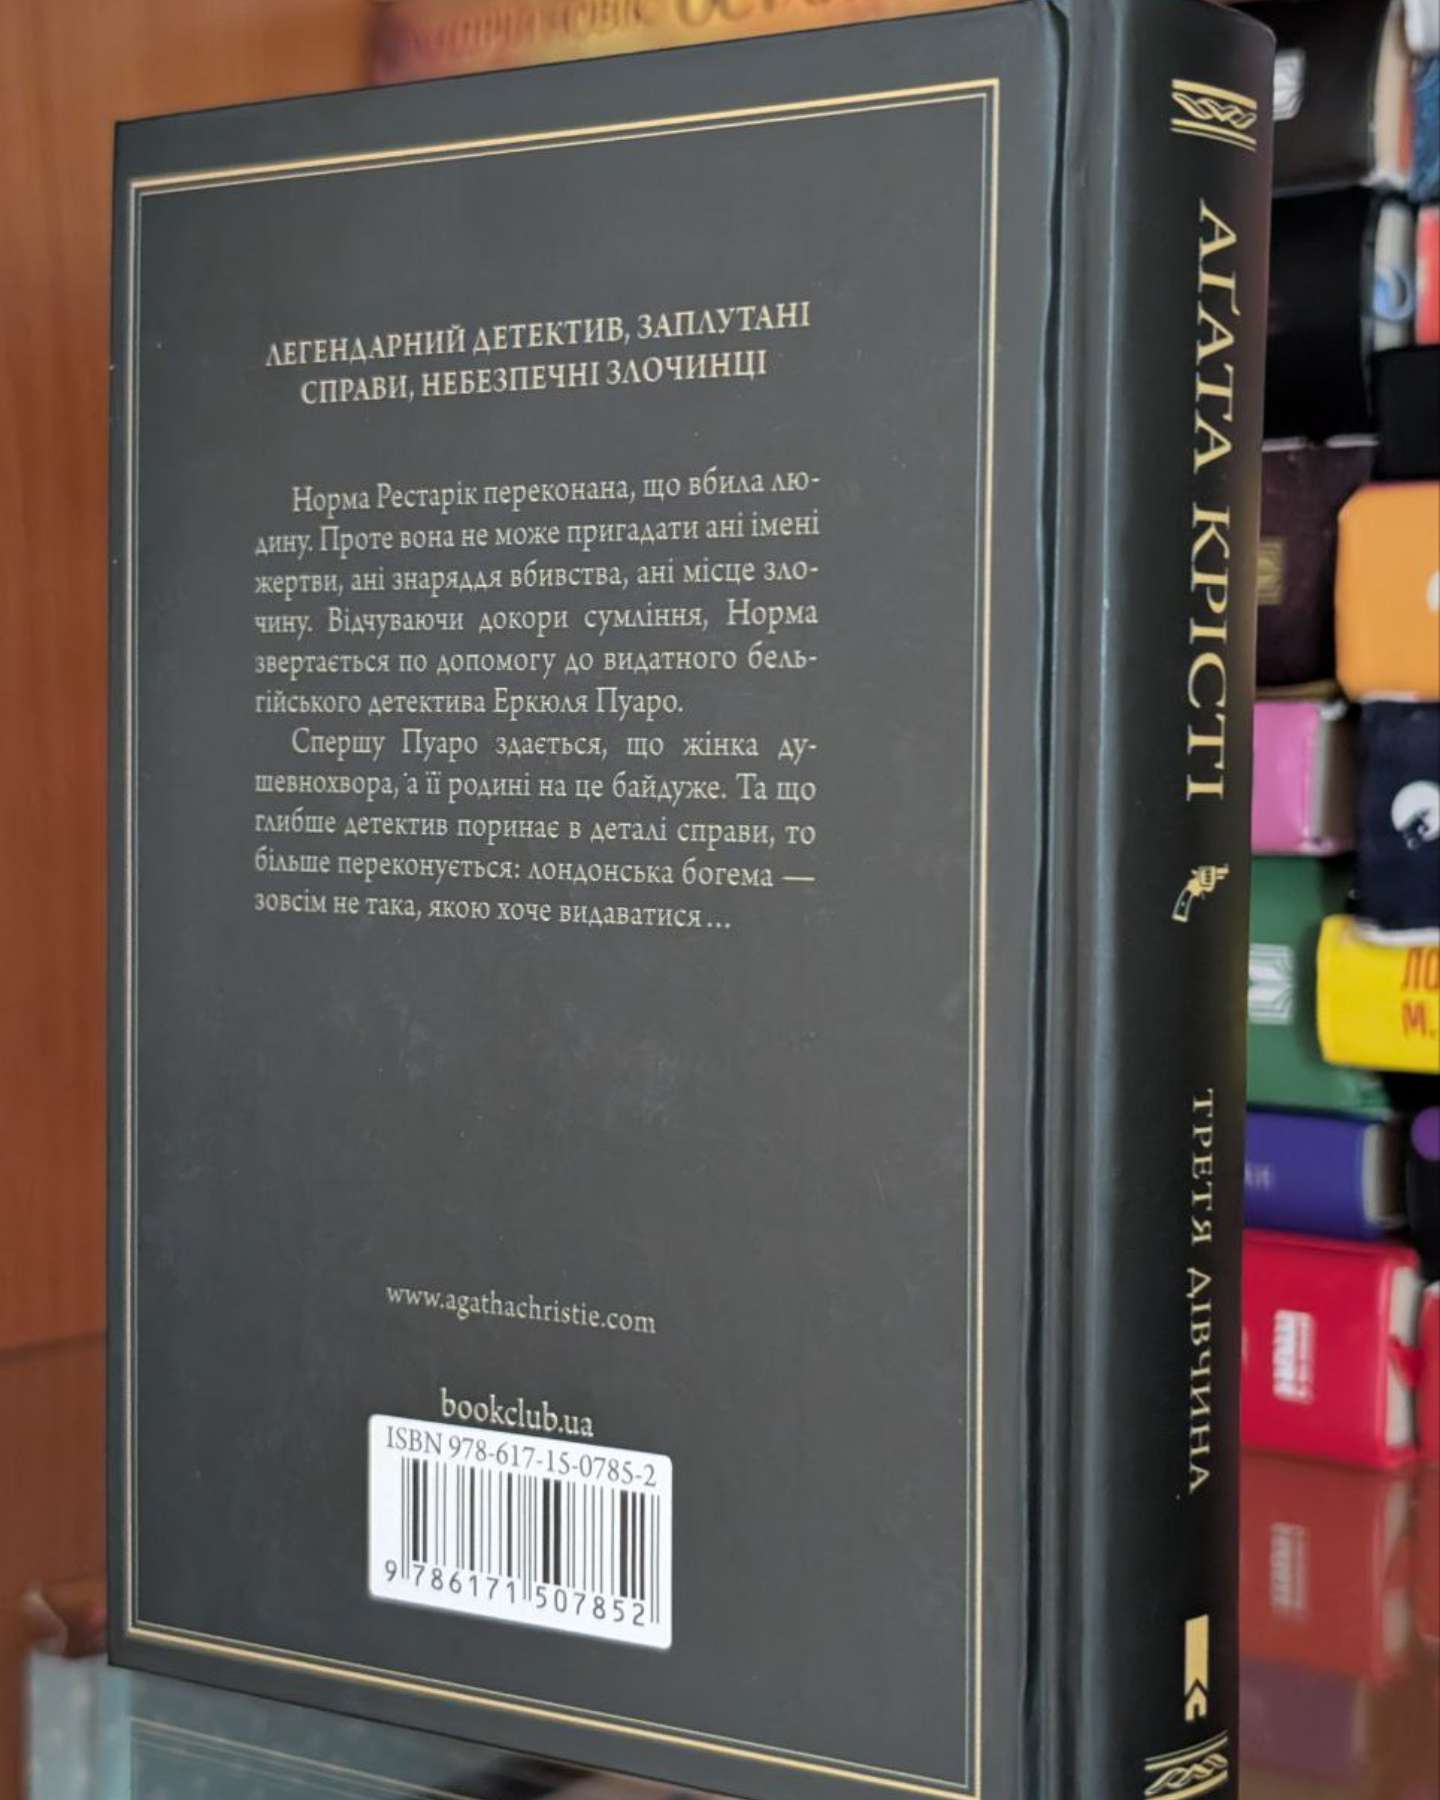 ЛЕГЕНДАРНИЙ ДЕТЕКТИВ, ЗАПЛУТАНІ
СПРАВИ, НЕБЕЗПЕЧНІ ЗЛОЧИНЦІ
Норма Рестарік переконана, що вбила лю-
дину. Проте вона не може пригадати ані імені
жертви, ані знаряддя вбивства, ані місце зло-
чину. Відчуваючи докори сумління, Норма
звертається по допомогу до видатного бель-
гійського детектива Еркюля Пуаро.
Спершу Пуаро здається, що жінка ду-
шевнохвора, а її родині на це байдуже. Та що
глибше детектив поринає в деталі справи, то
більше переконується: лондонська богема —
зовсім не така, якою хоче видаватися...
www.agathachristie.com
bookclub.ua
ISBN 978-617-15-0785-2
9 786171 507852
АҐАТА КРІСТІ
ТРЕТЯ ДІВЧИНА